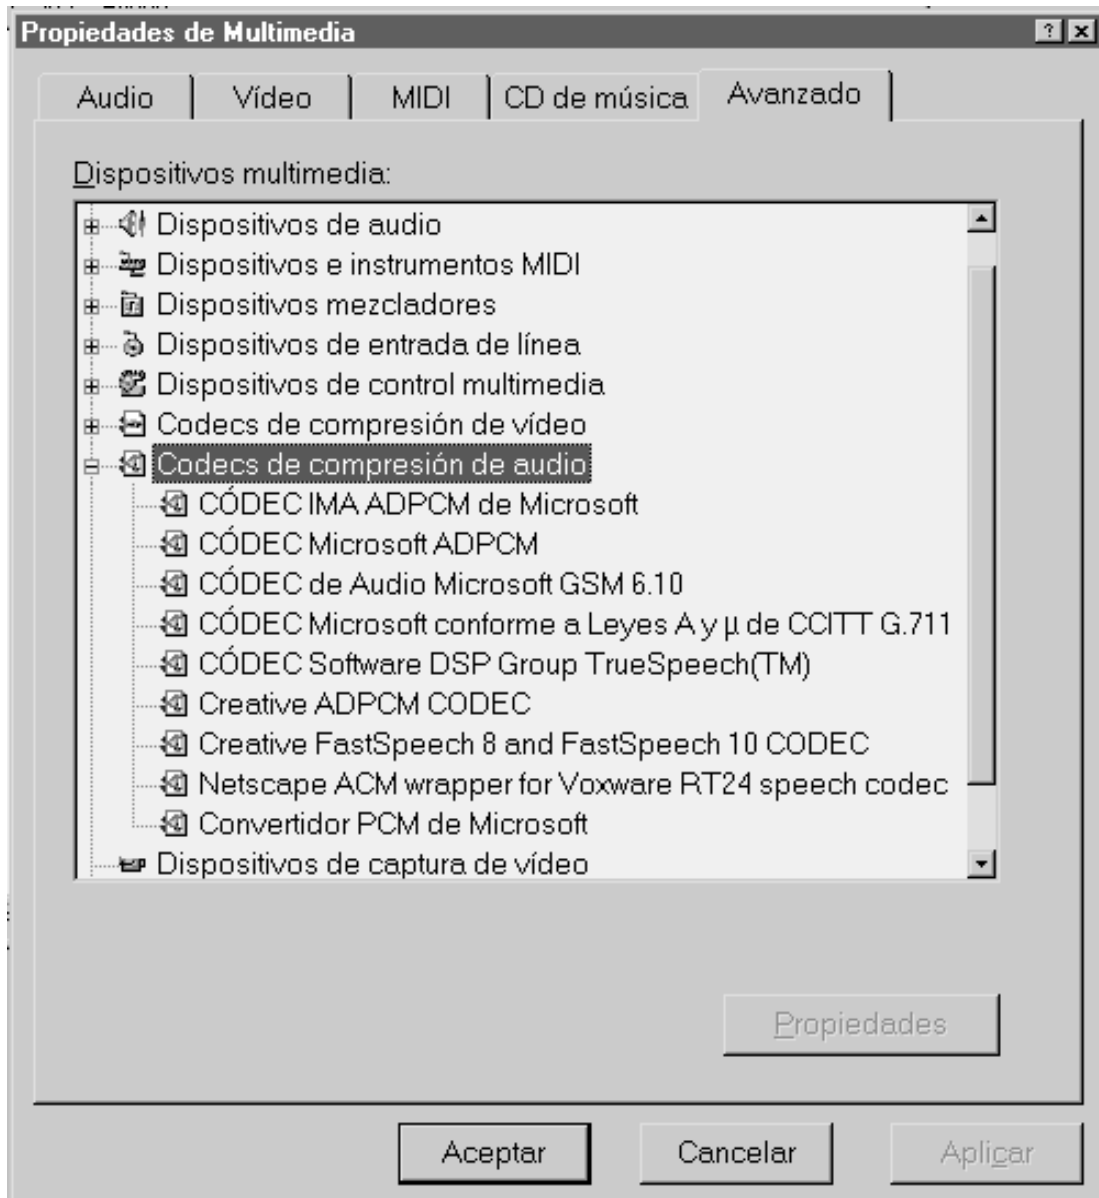 Propiedades de Multimedia
Audio Vídeo MIDI CD de música Avanzado
Dispositivos multimedia:
Dispositivos de audio
Dispositivos e instrumentos MIDI
Dispositivos mezcladores
Dispositivos de entrada de línea
Dispositivos de control multimedia
Codecs de compresión de vídeo
Codecs de compresión de audio
CÓDEC IMA ADPCM de Microsoft
CÓDEC Microsoft ADPCM
CÓDEC de Audio Microsoft GSM 6.10
CÓDEC Microsoft conforme a Leyes A y µ de CCITT G.711
CÓDEC Software DSP Group TrueSpeech(TM)
Creative ADPCM CODEC
Creative FastSpeech 8 and FastSpeech 10 CODEC
Netscape ACM wrapper for Voxware RT24 speech codec
Convertidor PCM de Microsoft
Dispositivos de captura de vídeo
Propiedades
Aceptar Cancelar Aplicar